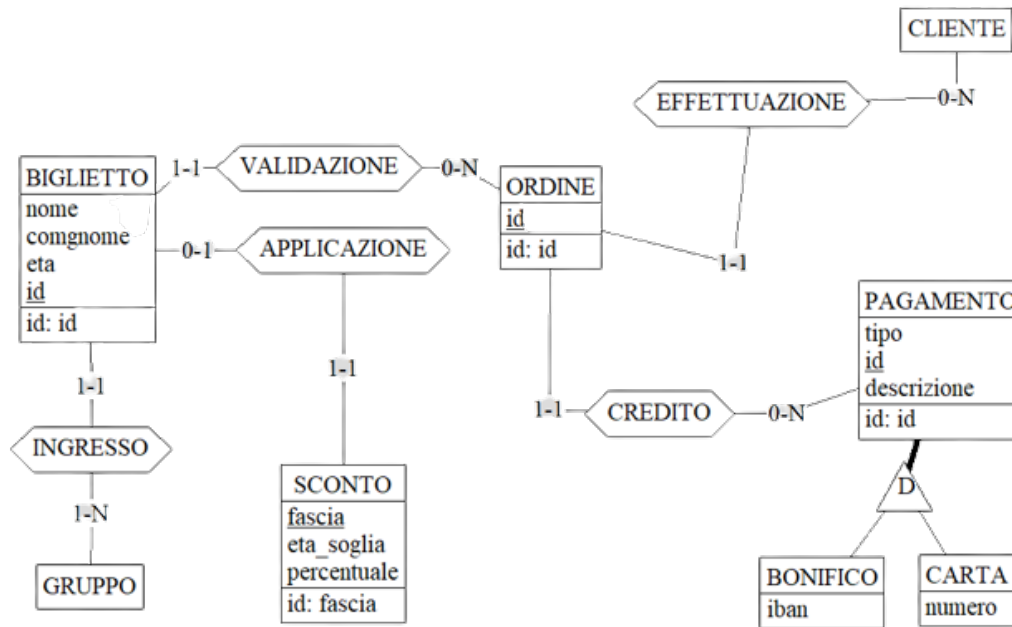 CLIENTE
EFFETTUAZIONE
0-N
BIGLIETTO
nome
comgnome
eta
id
id: id
1-1
VALIDAZIONE
0-N
ORDINE
id
id: id
0-1
APPLICAZIONE
1-1
1-1
1-1
INGRESSO
1-N
GRUPPO
SCONTO
fascia
eta_soglia
percentuale
id: fascia
1-1
CREDITO
0-N
PAGAMENTO
tipo
id
descrizione
id: id
D
BONIFICO
iban
CARTA
numero